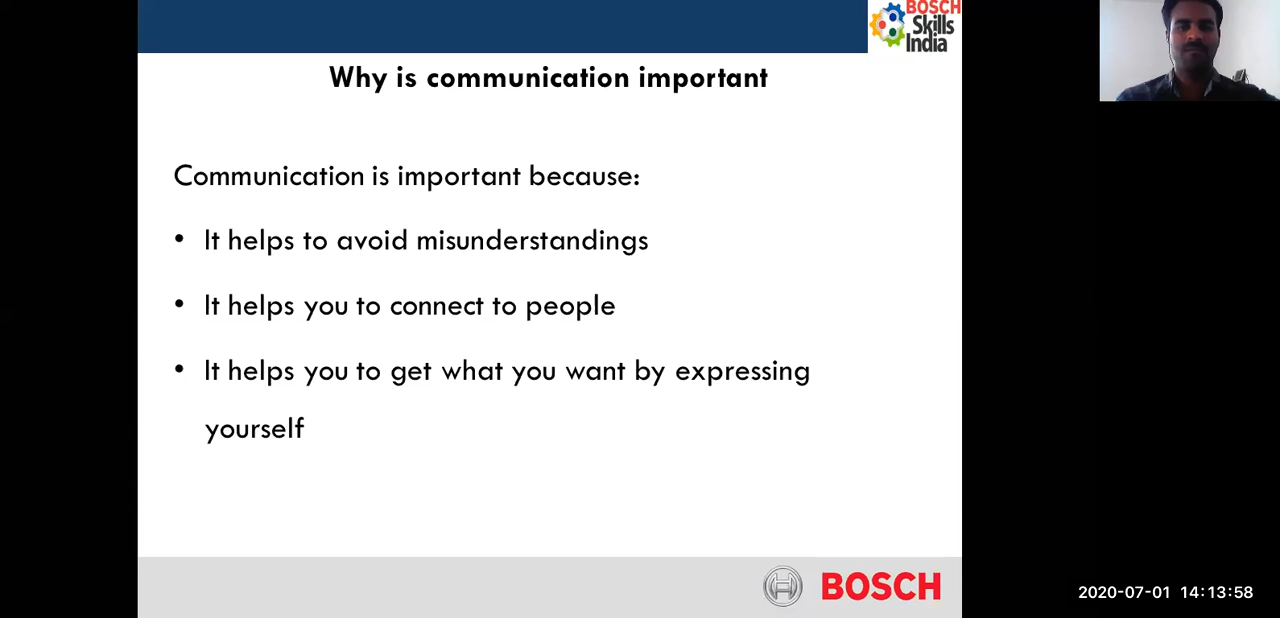 BOSCH
Skills
India
Why is communication important
Communication is important because:
• It helps to avoid misunderstandings
• It helps you to connect to people
• It helps you to get what you want by expressing
yourself
BOSCH
2020-07-01 14:13:58